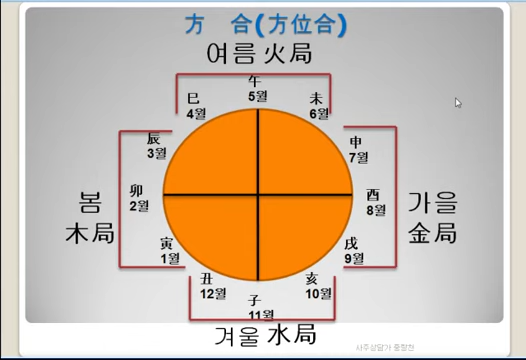 方 合(方位合)
여름 火局
午
5월
巳
4월
未
6월
辰
3월
申
7월
봄
木局
卯
2월
酉
8월
가을
金局
寅
1월
戌
9월
丑
12월
子
11월
亥
10월
겨울 水局
사주상담가